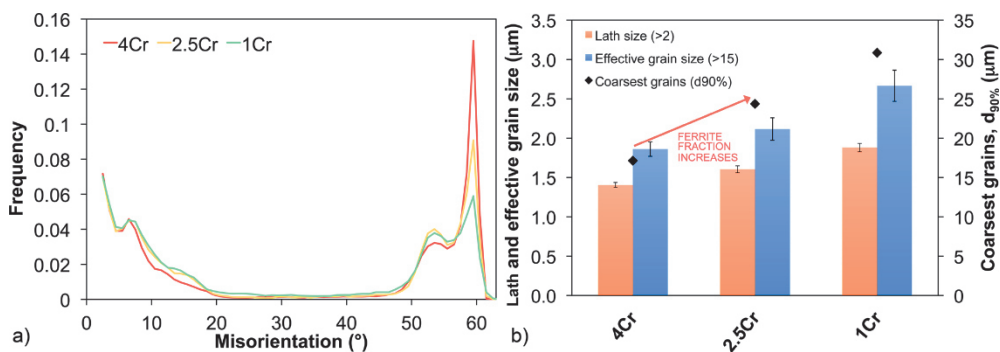 0.16
0.14
0.12
0.10
0.08
0.06
0.04
0.02
0
Frequency
4Cr 2.5Cr 1Cr
0 10 20 30 40 50 60
Misorientation (°)
a)
3.5
3.0
2.5
2.0
1.5
1.0
0.5
0.0
Lath and effective grain size (µm)
Lath size (>2)
Effective grain size (>15)
Coarsest grains (d90%)
FERRITE
FRACTION
INCREASES
35
30
25
20
15
10
5
0
Coarsest grains, d90% (µm)
4Cr 2.5Cr 1Cr
b)